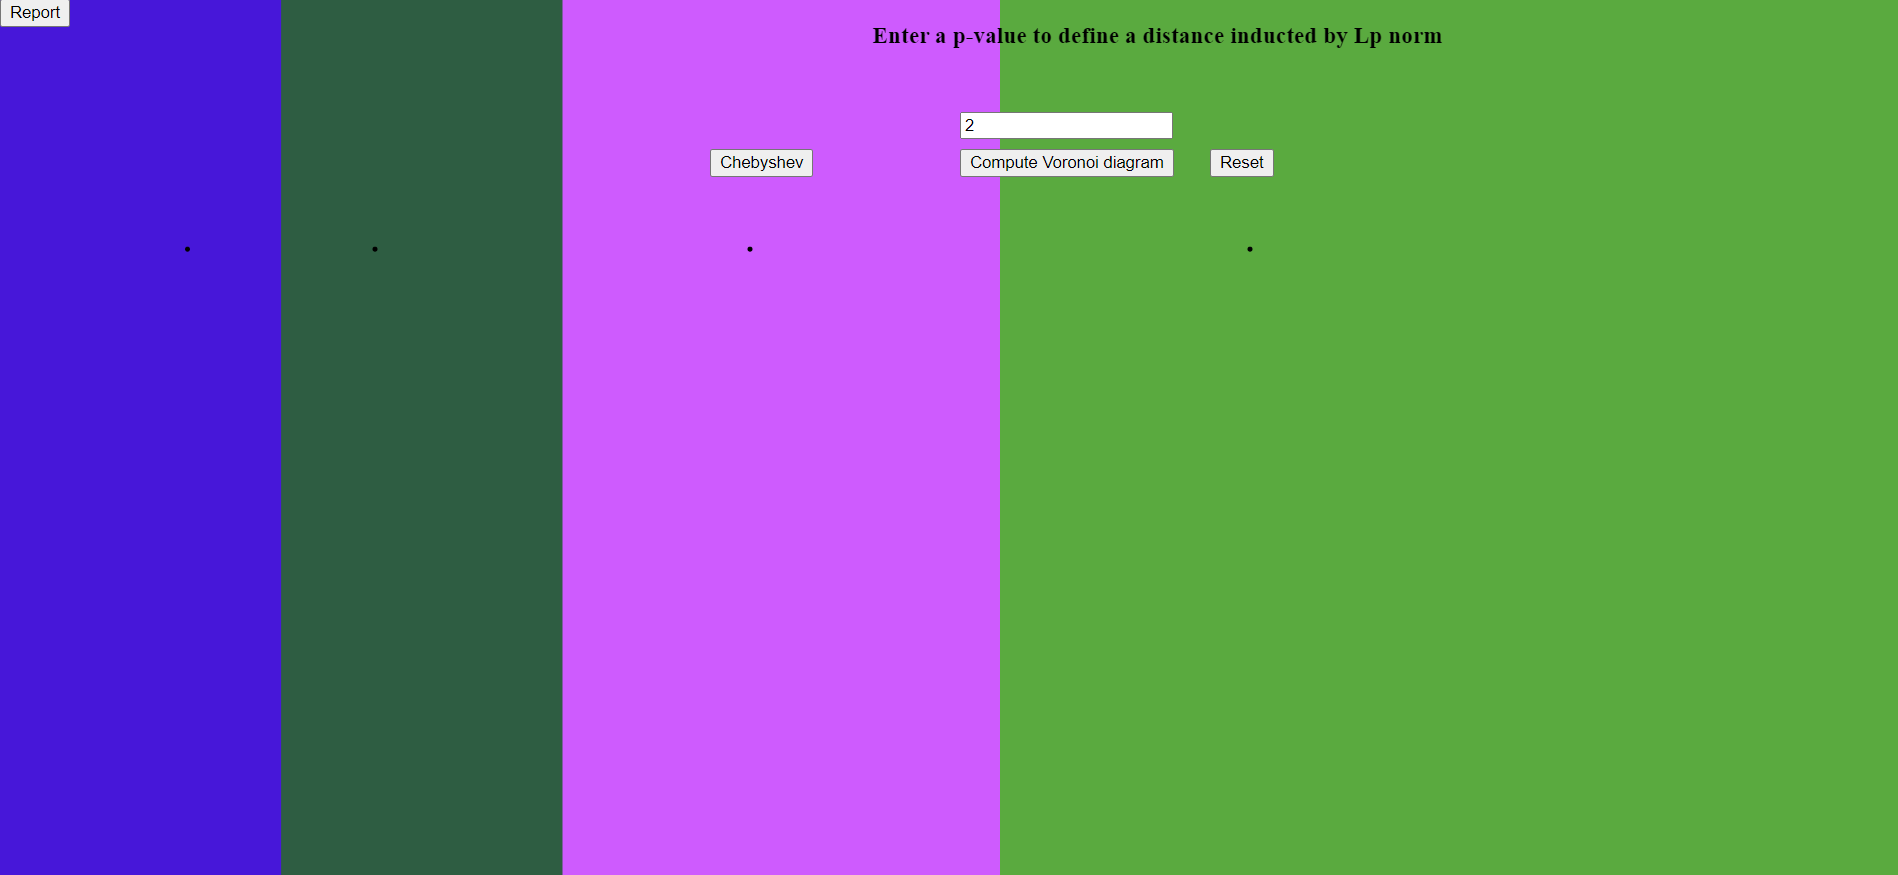 Report
Enter a p-value to define a distance inducted by Lp norm
2
Chebyshev Compute Voronoi diagram Reset